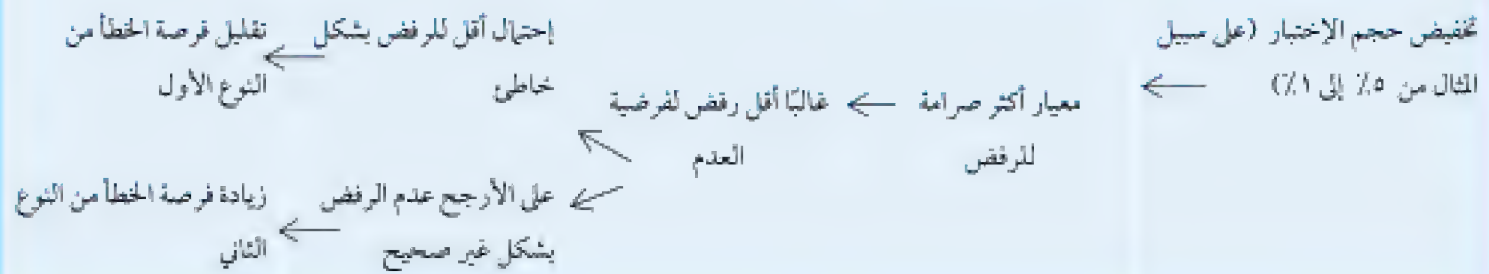 تخفيض حجم الإختبار (على سبيل
المثال من ٥٪ إلى ١٪)
معيار أكثر صرامة
للرفض
غالبًا أقل رفض لفرضية
العدم
إحتمال أقل للرفض بشكل
خاطئ
تقليل فرصة الخطأ من
النوع الأول
على الأرجح عدم الرفض
بشكل غير صحيح
زيادة فرصة الخطأ من النوع
الثاني